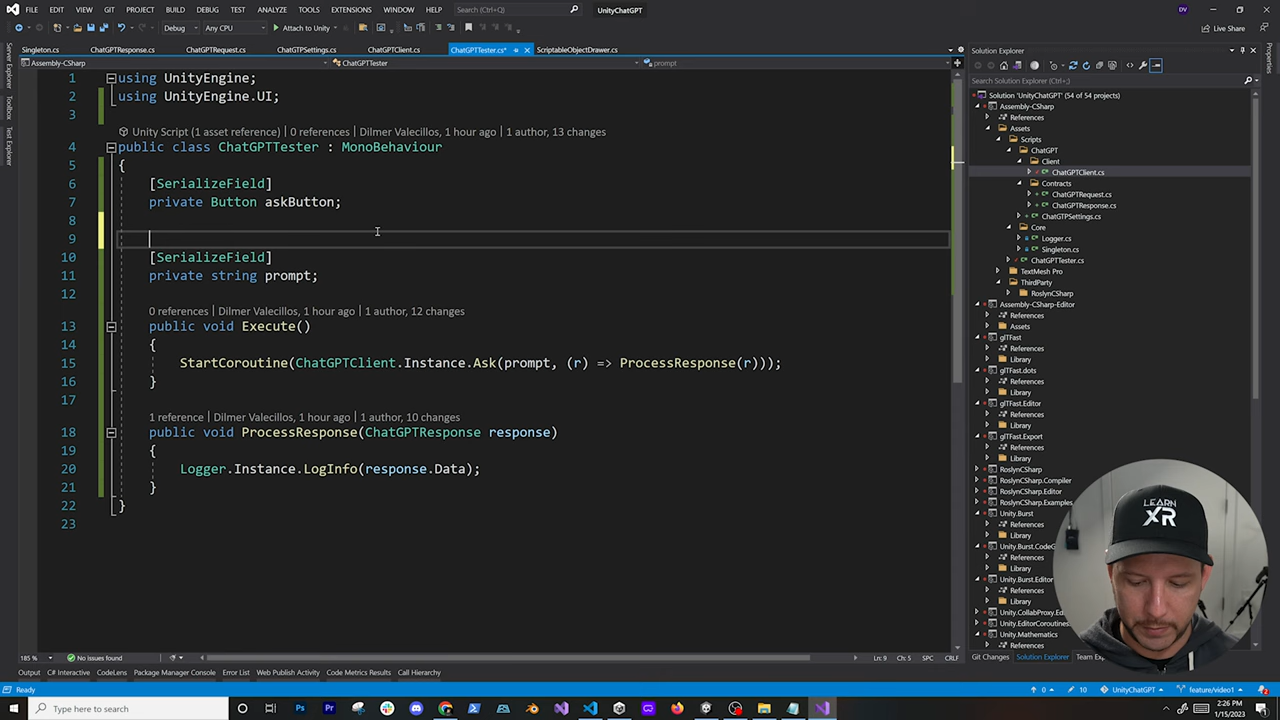 FILE EDIT VIEW GIT PROJECT BUILD DEBUG TEST ANALYZE TOOLS EXTENSIONS WINDOW HELP Search (Ctrl+;) UnityChatGPT DV
Debug Any CPU Attach to Unity Live Share
Singleton.cs ChatGPTResponse.cs ChatGPTRequest.cs ChatGTPSettings.cs ChatGPTClient.cs ChatGPTTester.cs* ScriptableObjectDrawer.cs
Assembly-CSharp ChatGPTTester prompt
Server Explorer
Toolbox
Test Explorer
1 using UnityEngine;
2 using UnityEngine.UI;
3
Unity Script (1 asset reference) | 0 references | Dilmer Valecillos, 1 hour ago | 1 author, 13 changes
4 public class ChatGPTTester : MonoBehaviour
5 {
6 [SerializeField]
7 private Button askButton;
8
9
10 [SerializeField]
11 private string prompt;
12
0 references | Dilmer Valecillos, 1 hour ago | 1 author, 12 changes
13 public void Execute()
14 {
15 StartCoroutine(ChatGPTClient.Instance.Ask(prompt, (r) => ProcessResponse(r)));
16 }
17
1 reference | Dilmer Valecillos, 1 hour ago | 1 author, 10 changes
18 public void ProcessResponse(ChatGPTResponse response)
19 {
20 Logger.Instance.LogInfo(response.Data);
21 }
22 }
23
Solution Explorer
Search Solution Explorer (Ctrl+;)
Solution 'UnityChatGPT' (54 of 54 projects)
Assembly-CSharp
References
Assets
Scripts
ChatGPT
Client
ChatGPTClient.cs
Contracts
ChatGPTRequest.cs
ChatGPTResponse.cs
ChatGTPSettings.cs
Core
Logger.cs
Singleton.cs
ChatGPTTester.cs
TextMesh Pro
ThirdParty
RoslynCSharp
Assembly-CSharp-Editor
References
Assets
glTFast
References
Library
glTFast.dots
References
Library
glTFast.Editor
References
Library
glTFast.Export
References
Library
RoslynCSharp
RoslynCSharp.Compiler
RoslynCSharp.Editor
RoslynCSharp.Examples
Unity.Burst
References
Library
Unity.Burst.CodeG
References
Library
Unity.Burst.Editor
References
Library
Unity.CollabProxy.Ed
Unity.EditorCoroutines
Unity.Mathematics
References
Git Changes Solution Explorer Team Exp
Properties
LEARN
XR
185 % No issues found Ln: 9 Ch: 5 SPC CRLF
Output C# Interactive CodeLens Error List Web Publish Activity Package Manager Console Code Metrics Results Call Hierarchy
Ready 0 10 UnityChatGPT feature/video1 2
Type here to search
2:26 PM
1/15/2023